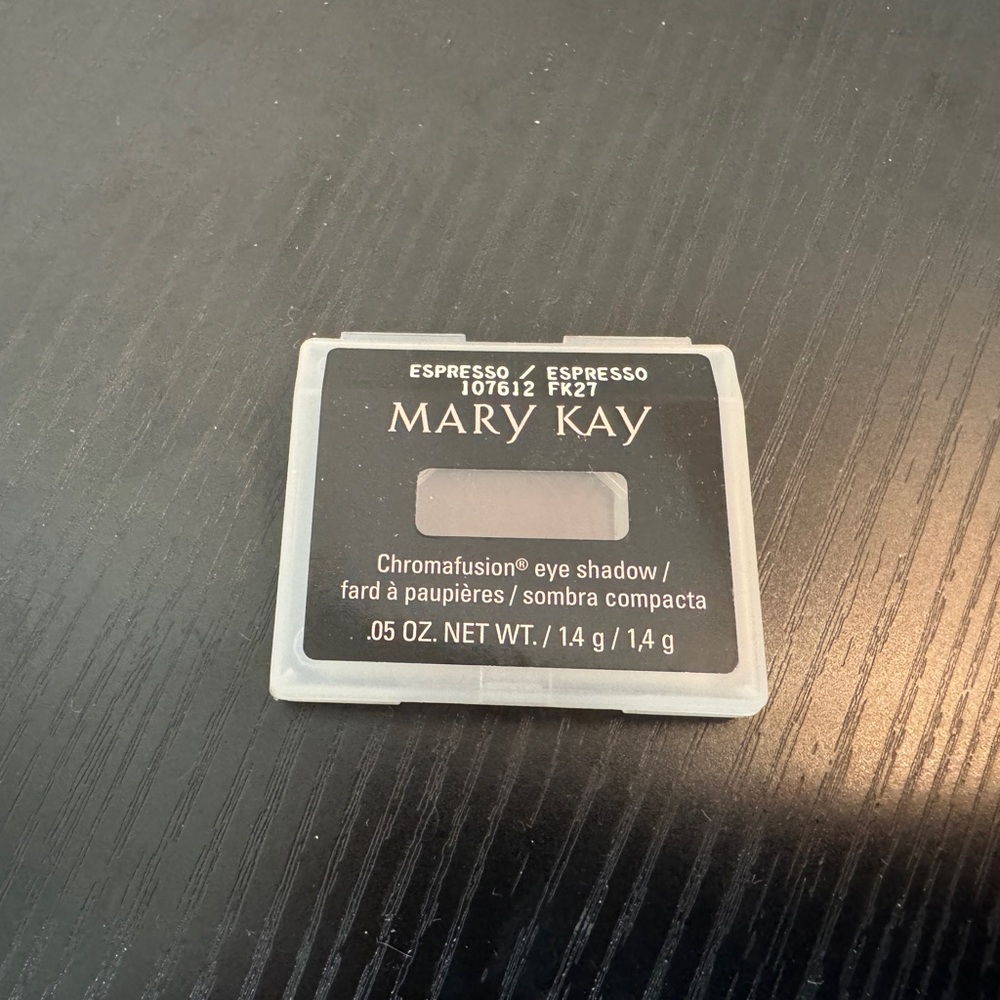 ESPRESSO / ESPRESSO
107612 FK27
MARY KAY
Chromafusion® eye shadow /
fard à paupières / sombra compacta
.05 OZ. NET WT. / 1.4 g / 1,4 g